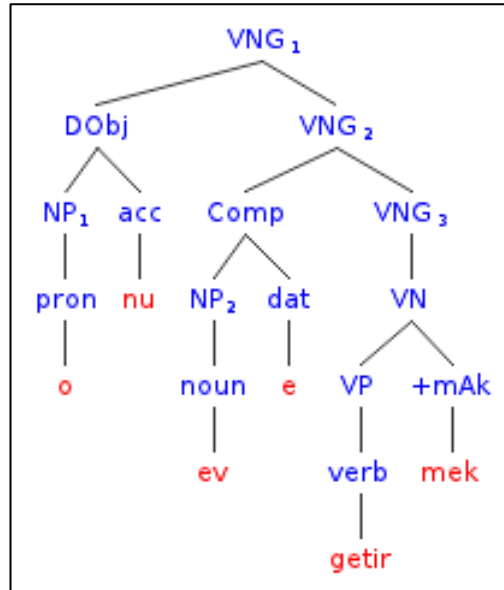 VNG₁
DObj VNG₂
NP₁ acc Comp VNG₃
pron nu NP₂ dat VN
o noun e VP +mAk
ev verb mek
getir